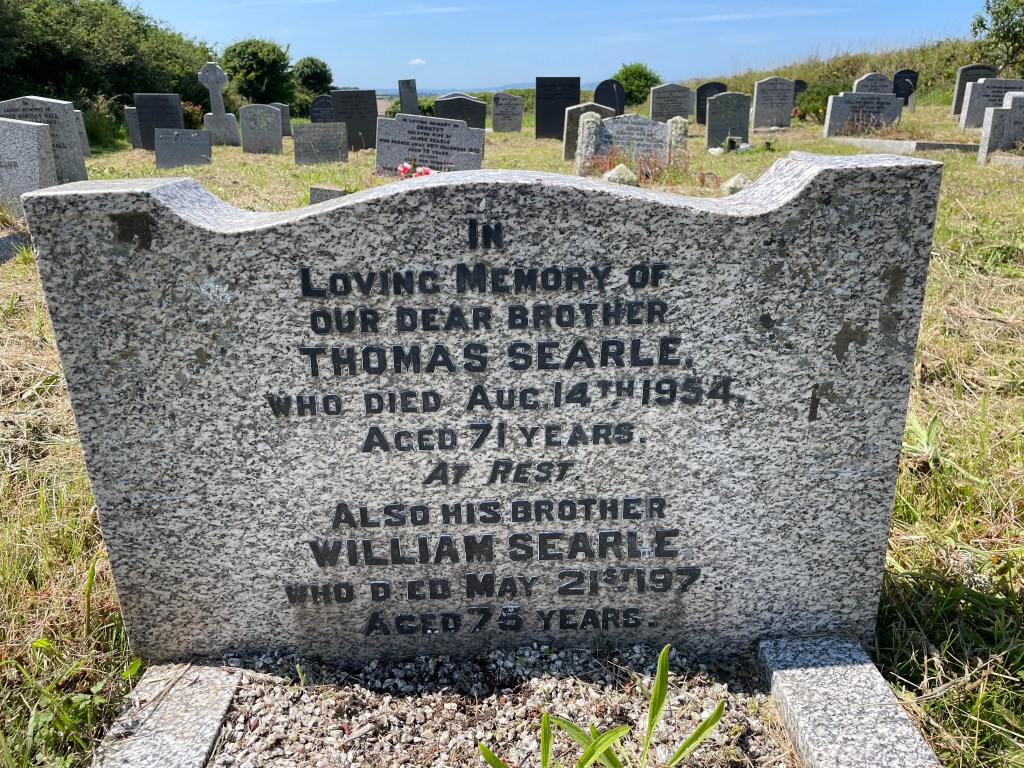 IN
LOVING MEMORY OF
OUR DEAR BROTHER
THOMAS SEARLE,
WHO DIED AUG. 14TH 1954,
AGED 71 YEARS.
AT REST.
ALSO HIS BROTHER
WILLIAM SEARLE,
WHO D ED MAY 21ST 197
AGED 75 YEARS.
DOROTHY